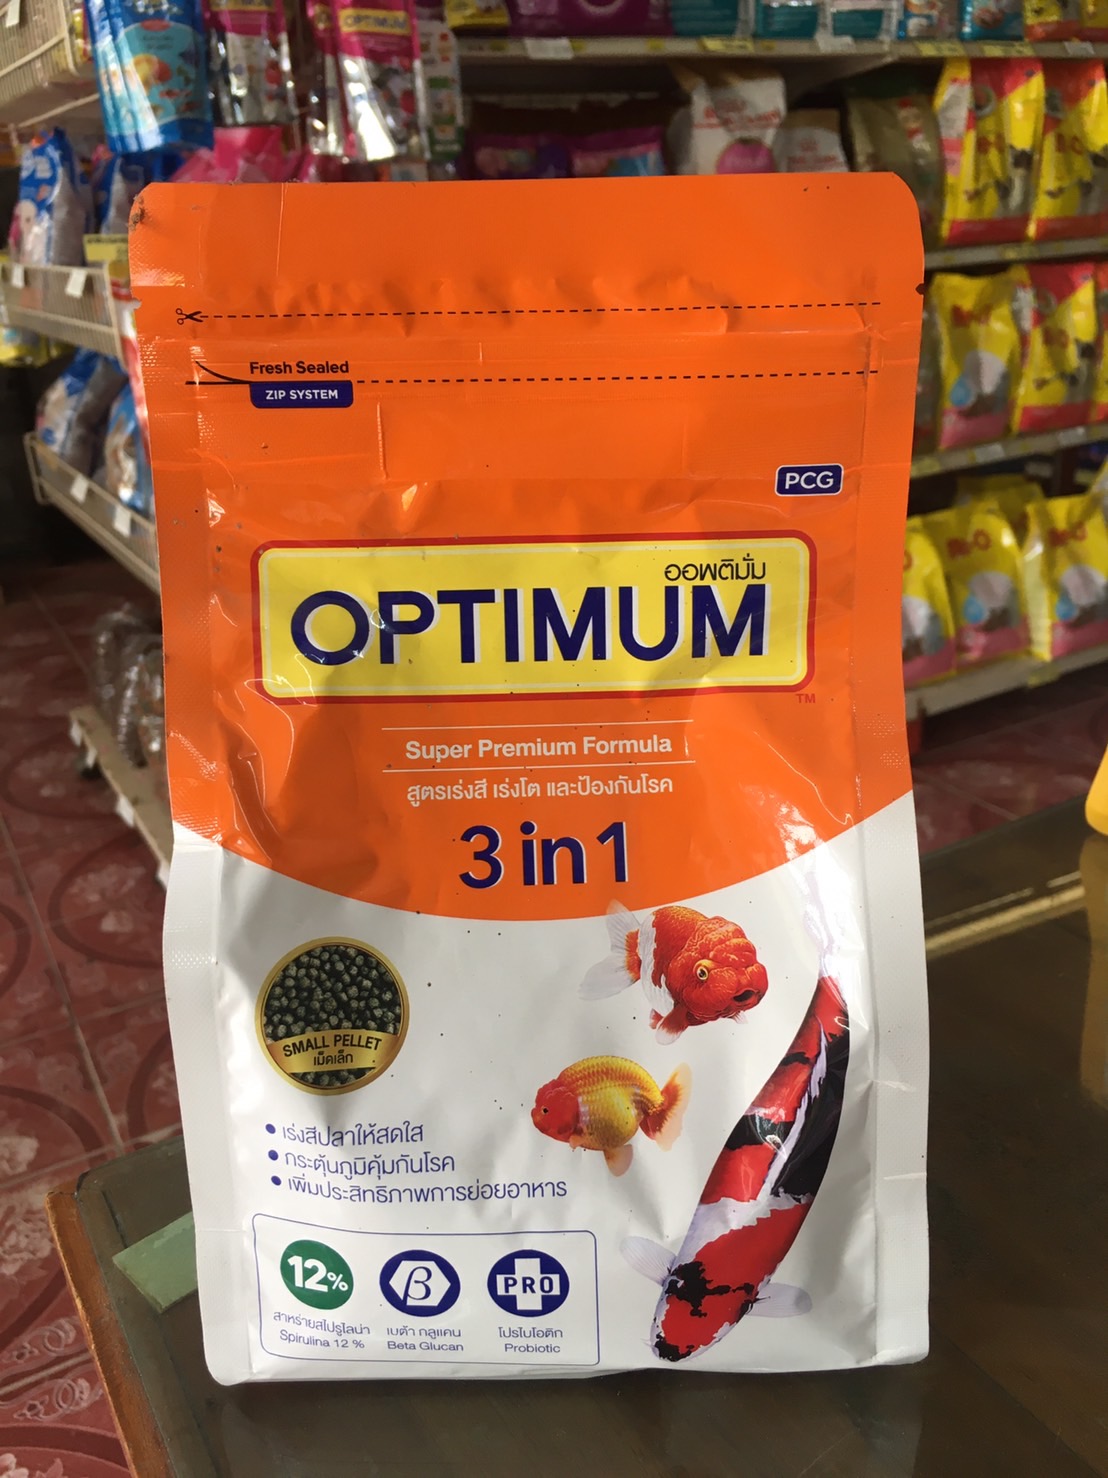 OPTIMUM
Fresh Sealed
ZIP SYSTEM
PCG
ออพติมั่ม
OPTIMUM
TM
Super Premium Formula
สูตรเร่งสี เร่งโต และป้องกันโรค
3 in 1
SMALL PELLET
เม็ดเล็ก
• เร่งสีปลาให้สดใส
• กระตุ้นภูมิคุ้มกันโรค
• เพิ่มประสิทธิภาพการย่อยอาหาร
12%
สาหร่ายสไปรูไลน่า
Spirulina 12 %
β
เบต้า กลูแคน
Beta Glucan
PRO
โปรไบโอติก
Probiotic